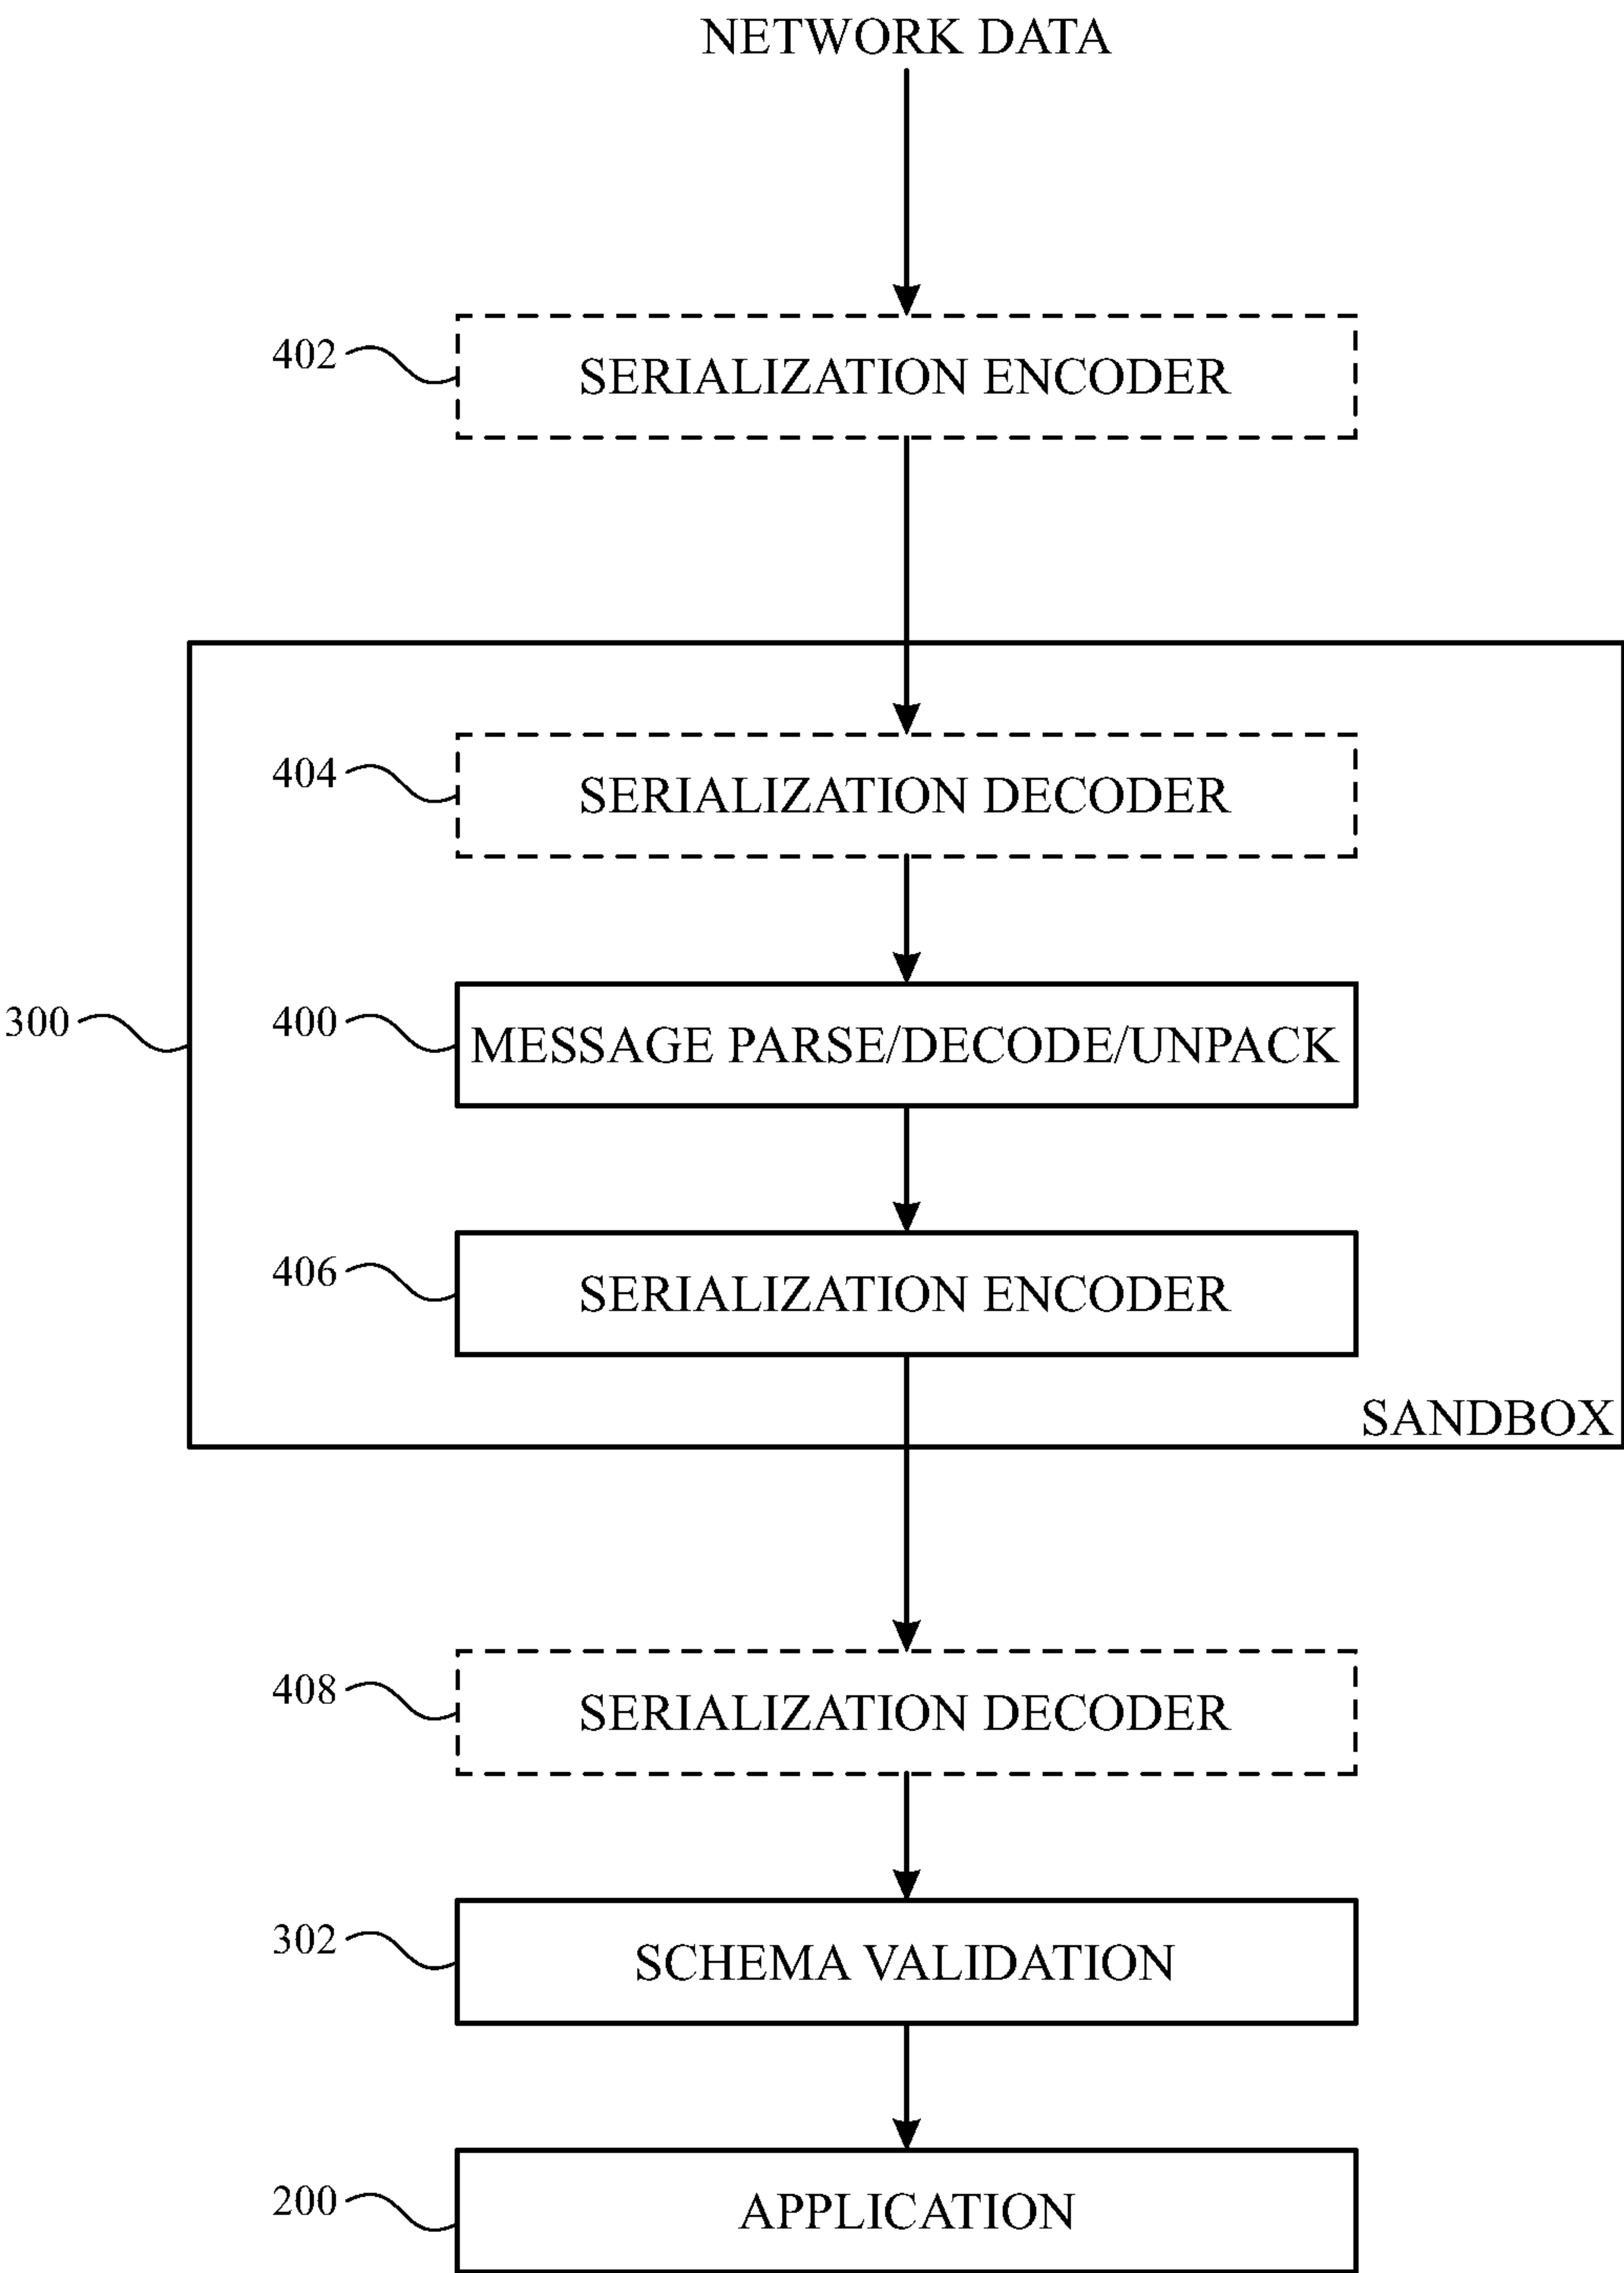 NETWORK DATA
402
SERIALIZATION ENCODER
404
SERIALIZATION DECODER
300
400
MESSAGE PARSE/DECODE/UNPACK
406
SERIALIZATION ENCODER
SANDBOX
408
SERIALIZATION DECODER
302
SCHEMA VALIDATION
200
APPLICATION